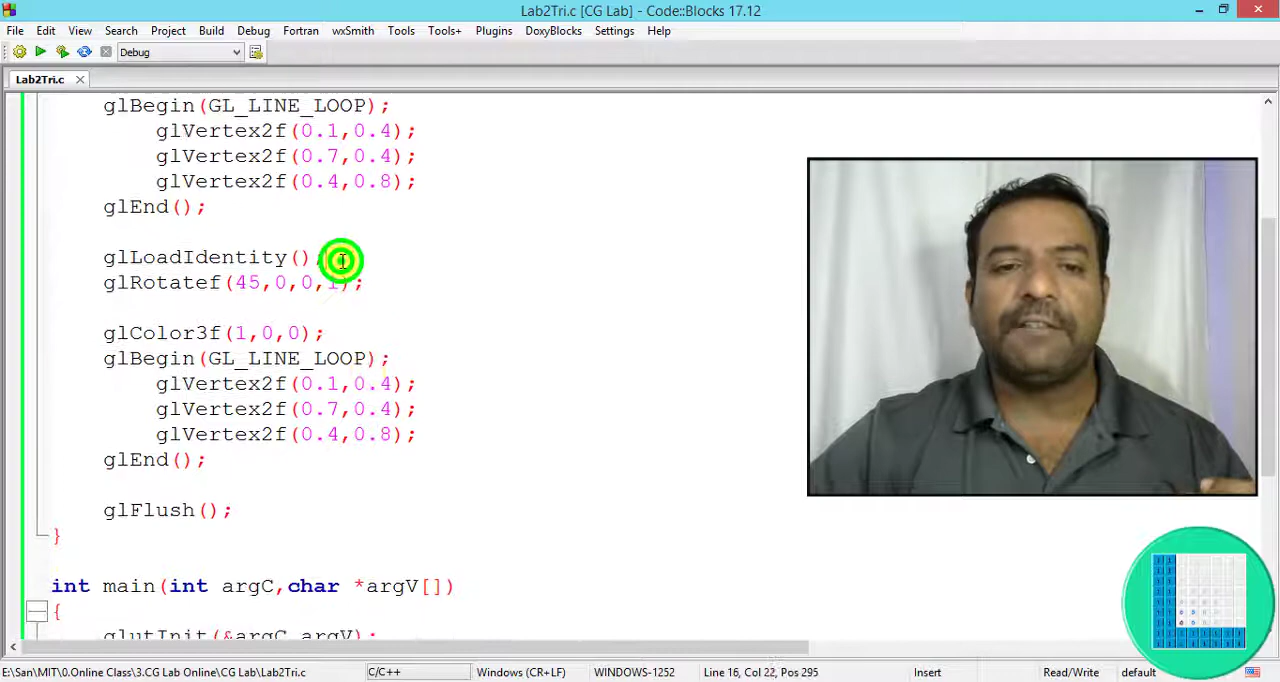 Lab2Tri.c [CG Lab] - Code::Blocks 17.12
File Edit View Search Project Build Debug Fortran wxSmith Tools Tools+ Plugins DoxyBlocks Settings Help
Debug
Lab2Tri.c
glBegin(GL_LINE_LOOP);
glVertex2f(0.1,0.4);
glVertex2f(0.7,0.4);
glVertex2f(0.4,0.8);
glEnd();
glLoadIdentity();
glRotatef(45,0,0,1);
glColor3f(1,0,0);
glBegin(GL_LINE_LOOP);
glVertex2f(0.1,0.4);
glVertex2f(0.7,0.4);
glVertex2f(0.4,0.8);
glEnd();
glFlush();
}
int main(int argC,char *argV[])
{
glutInit(&argC,argV);
E:\San\MIT\0.Online Class\3.CG Lab Online\CG Lab\Lab2Tri.c C/C++ Windows (CR+LF) WINDOWS-1252 Line 16, Col 22, Pos 295 Insert Read/Write default